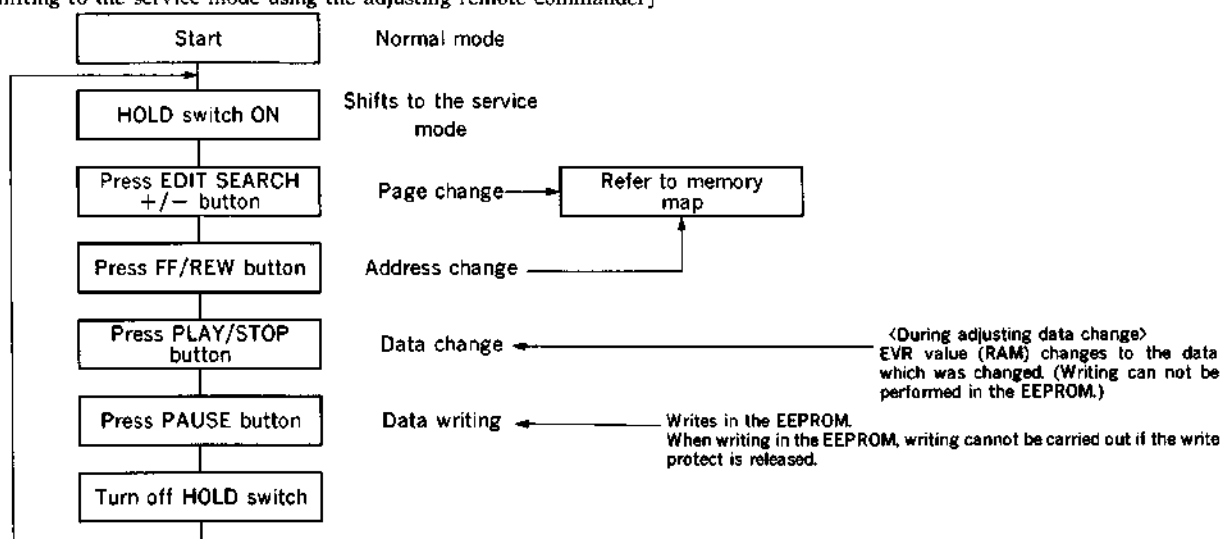 shifting to the service mode using the adjusting remote commander]
Start
Normal mode
HOLD switch ON
Shifts to the service
mode
Press EDIT SEARCH
+/− button
Page change
Refer to memory
map
Press FF/REW button
Address change
Press PLAY/STOP
button
Data change
<During adjusting data change>
EVR value (RAM) changes to the data
which was changed. (Writing can not be
performed in the EEPROM.)
Press PAUSE button
Data writing
Writes in the EEPROM.
When writing in the EEPROM, writing cannot be carried out if the write
protect is released.
Turn off HOLD switch